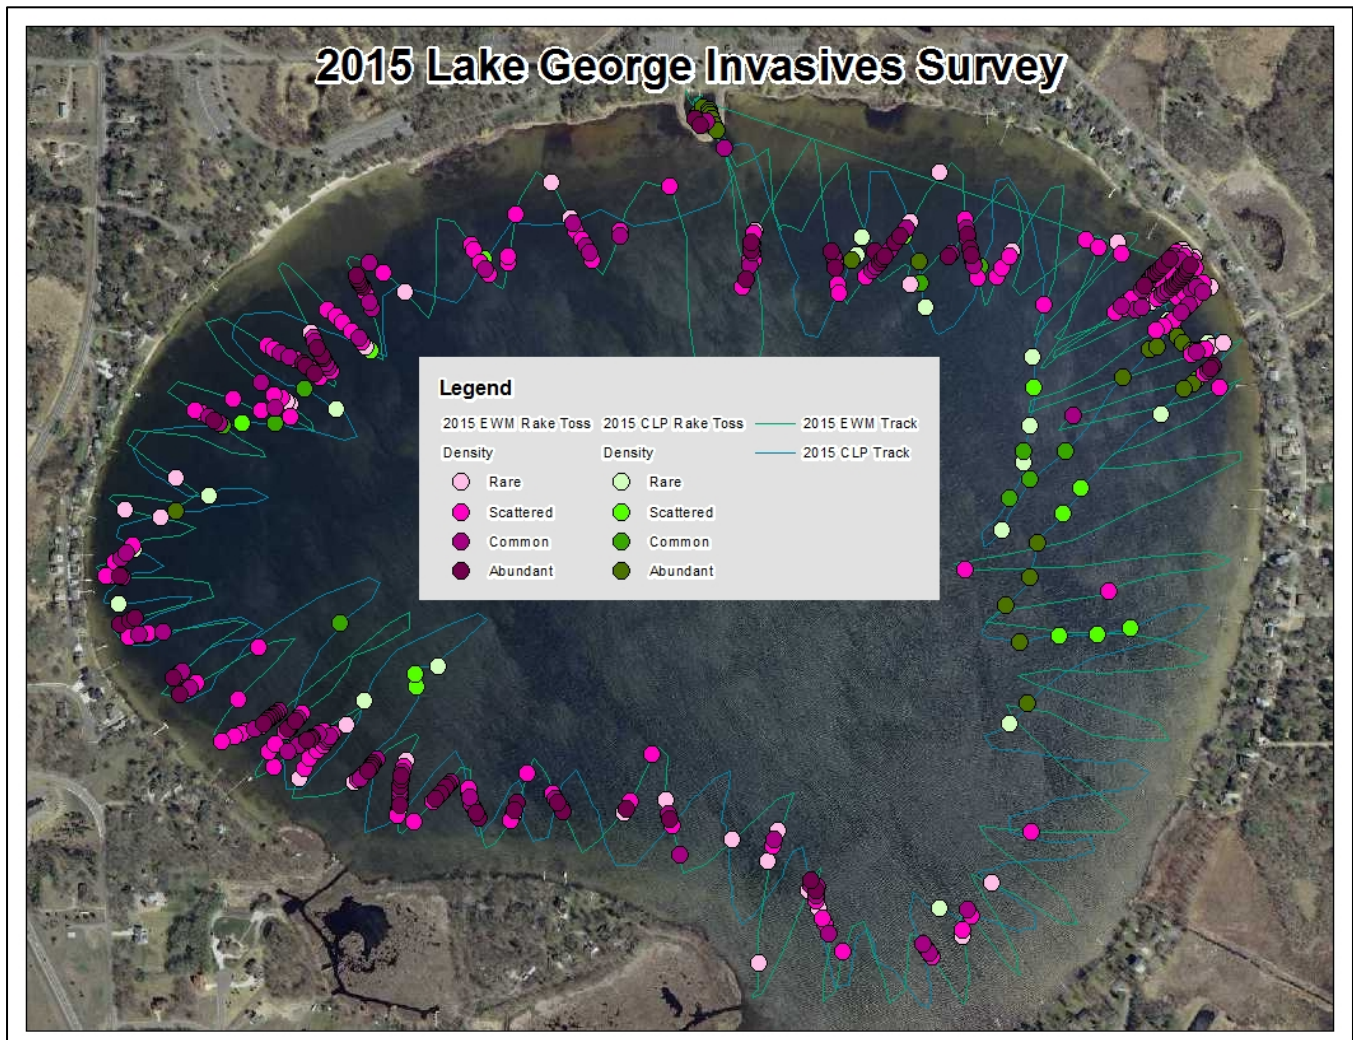 2015 Lake George Invasives Survey
Legend
2015 EWM Rake Toss 2015 CLP Rake Toss 2015 EWM Track
Density Density 2015 CLP Track
Rare Rare
Scattered Scattered
Common Common
Abundant Abundant